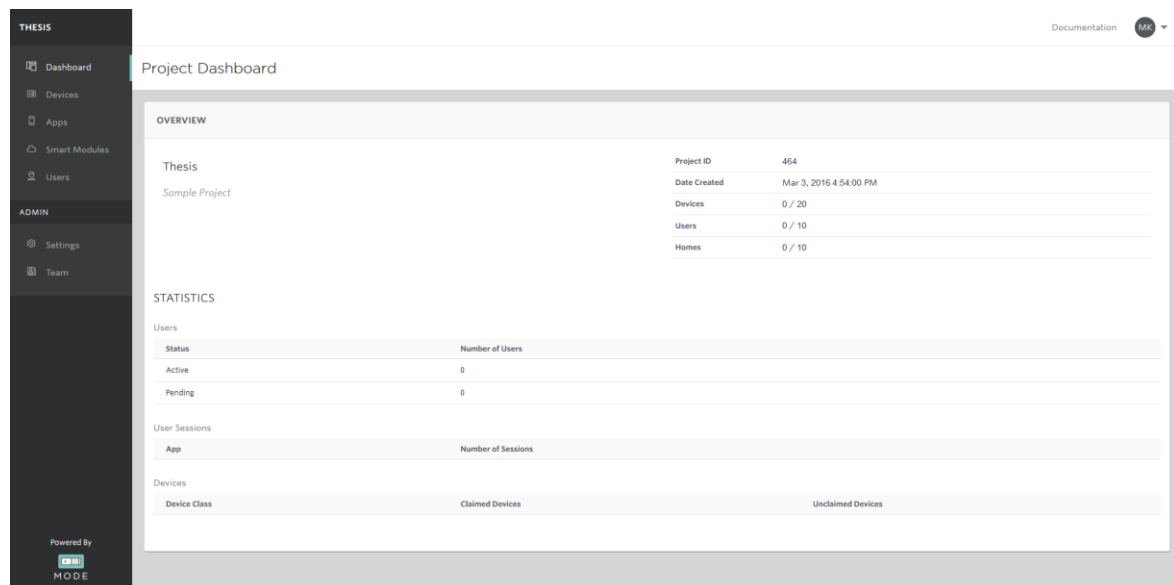 THESIS
Documentation MK
Dashboard
Devices
Apps
Smart Modules
Users
ADMIN
Settings
Team
Powered By
MODE
Project Dashboard
OVERVIEW
Thesis
Sample Project
Project ID 464
Date Created Mar 3, 2016 4:54:00 PM
Devices 0 / 20
Users 0 / 10
Homes 0 / 10
STATISTICS
Users
Status Number of Users
Active 0
Pending 0
User Sessions
App Number of Sessions
Devices
Device Class Claimed Devices Unclaimed Devices